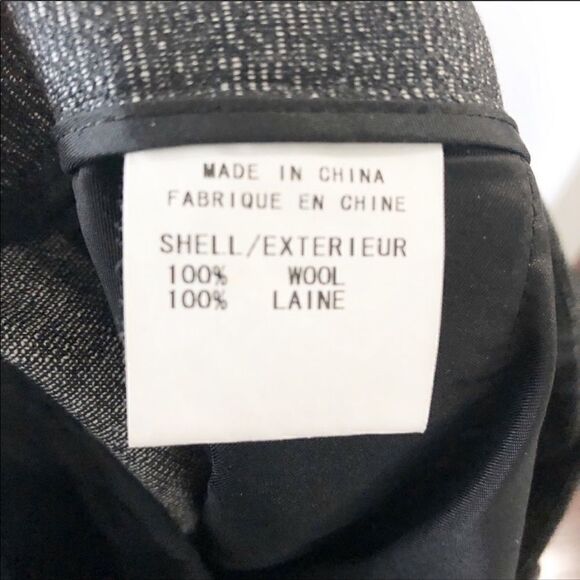 MADE IN CHINA
FABRIQUE EN CHINE
SHELL/EXTERIEUR
100% WOOL
100% LAINE